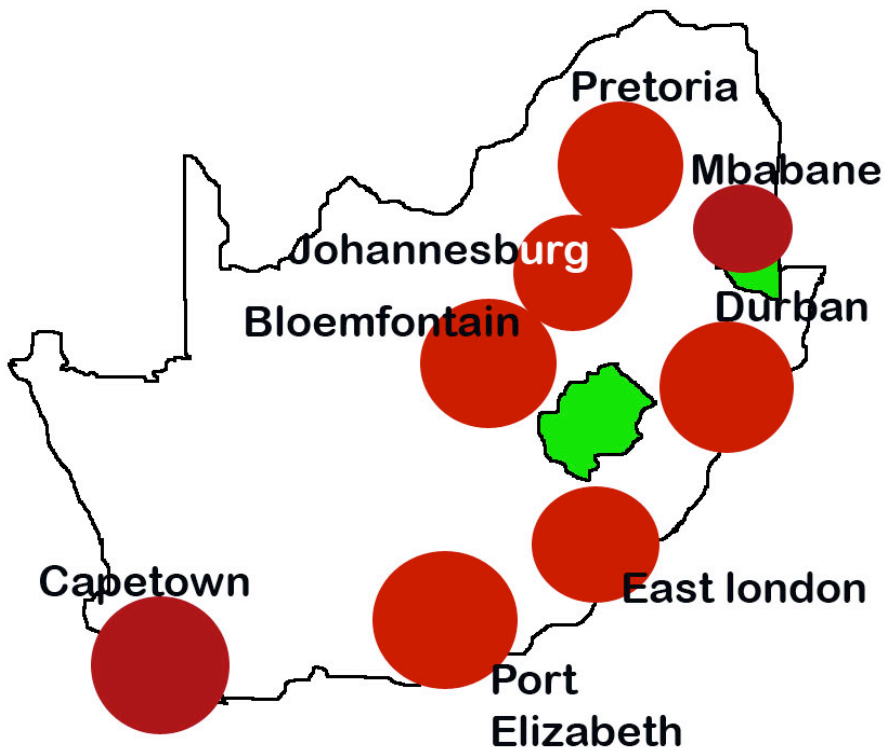 Pretoria
Mbabane
Johannesburg
Durban
Bloemfontain
Capetown
East london
Port
Elizabeth